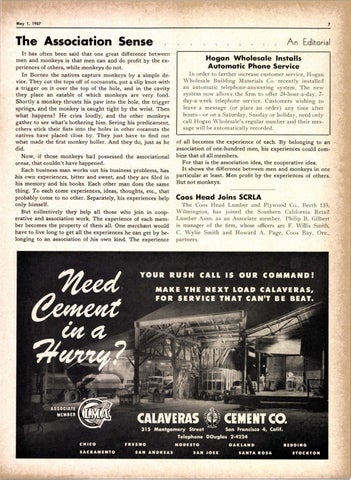 May 1, 1957
7
The Association Sense
An Editorial
It has often been said that one great difference between
men and monkeys is that men can and do profit by the ex-
periences of others, while monkeys do not.
In Borneo the natives capture monkeys by a simple de-
vice. They cut the tops off of cocoanuts, put a slip knot with
a trigger on it over the top of the hole, and in the cavity
they place an eatable of which monkeys are very fond.
Shortly a monkey thrusts his paw into the hole, the trigger
springs, and the monkey is caught tight by the wrist. Then
what happens? He cries loudly, and the other monkeys
gather to see what's bothering him. Seeing his predicament,
others stick their fists into the holes in other cocoanuts the
natives have placed close by. They just have to find out
what made the first monkey holler. And they do, just as he
did.
Now, if those monkeys had possessed the associational
sense, that couldn't have happened.
Each business man works out his business problems, has
his own experiences, bitter and sweet, and they are filed in
his memory and his books. Each other man does the same
thing. To each come experiences, ideas, thoughts, etc., that
probably come to no other. Separately, his experiences help
only himself.
But collectively they help all those who join in coop-
erative and association work. The experience of each mem-
ber becomes the property of them all. One merchant would
have to live long to get all the experiences he can get by be-
longing to an association of his own kind. The experience
Hogan Wholesale Installs
Automatic Phone Service
In order to farther increase customer service, Hogan
Wholesale Building Materials Co. recently installed
an automatic telephone-answering system. The new
system now allows the firm to offer 24-hour-a-day, 7-
day-a-week telephone service. Customers wishing to
leave a message (or place an order) any time after
hours—or on a Saturday, Sunday or holiday, need only
call Hogan Wholesale's regular number and their mes-
sage will be automatically recorded.
of all becomes the experience of each. By belonging to an
association of one-hundred men, his experiences could com-
bine that of all members.
For that is the association idea, the cooperative idea.
It shows the difference between men and monkeys in one
particular at least. Men profit by the experiences of others.
But not monkeys.
Coos Head Joins SCRLA
The Coos Head Lumber and Plywood Co., Berth 135,
Wilmington, has joined the Southern California Retail
Lumber Assn. as an Associate member. Philip B. Gilbert
is manager of the firm, whose officers are F. Willis Smith,
C. Wylie Smith and Howard A. Page, Coos Bay, Ore.,
partners.
Need
Cement
in a
Hurry?
YOUR RUSH CALL IS OUR COMMAND!
MAKE THE NEXT LOAD CALAVERAS,
FOR SERVICE THAT CAN'T BE BEAT.
ASSOCIATE
MEMBER
CALAVERAS CEMENT CO.
315 Montgomery Street San Francisco 4, Calif.
Telephone DOuglas 2-4224
CHICO FRESNO MODESTO OAKLAND REDDING
SACRAMENTO SAN ANDREAS SAN JOSE SANTA ROSA STOCKTON